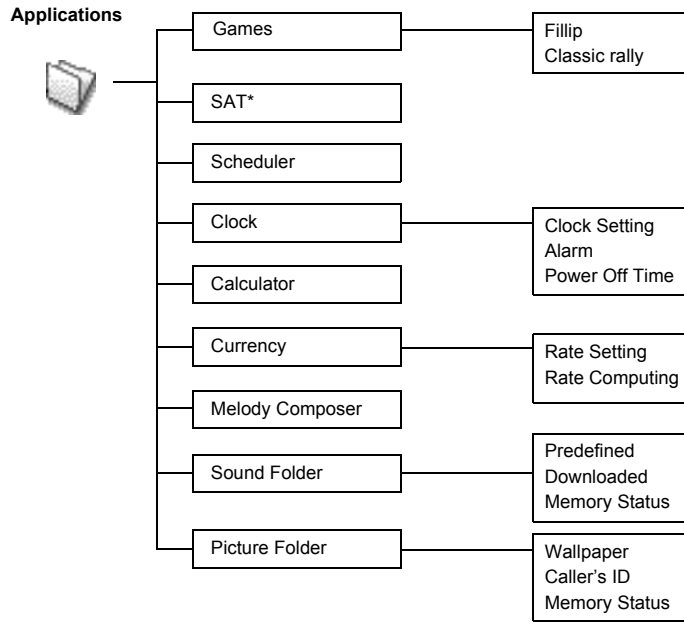 Applications
Games
Fillip
Classic rally
SAT*
Scheduler
Clock
Clock Setting
Alarm
Power Off Time
Calculator
Currency
Rate Setting
Rate Computing
Melody Composer
Sound Folder
Predefined
Downloaded
Memory Status
Picture Folder
Wallpaper
Caller's ID
Memory Status